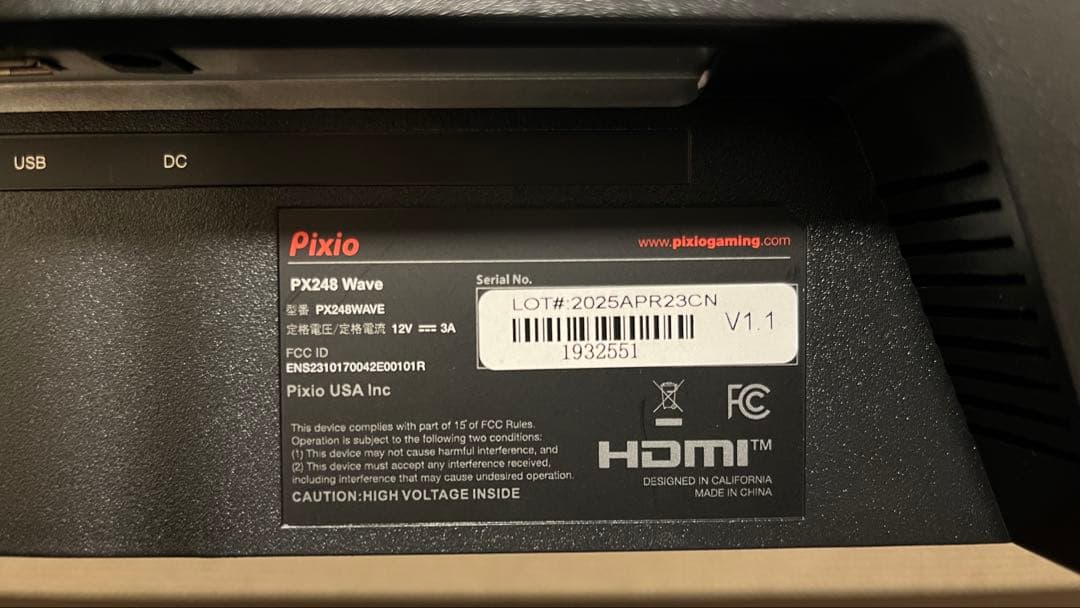 USB
DC
Pixio
www.pixiogaming.com
PX248 Wave
Serial No.
型番 PX248WAVE
LOT#:2025APR23CN
V1.1
1932551
定格電圧/定格電流 12V ⎓ 3A
FCC ID
ENS2310170042E00101R
Pixio USA Inc
FC
This device complies with part of 15 of FCC Rules.
Operation is subject to the following two conditions:
(1) This device may not cause harmful interference, and
(2) This device must accept any interference received,
including interference that may cause undesired operation.
CAUTION:HIGH VOLTAGE INSIDE
HDMI™
DESIGNED IN CALIFORNIA
MADE IN CHINA